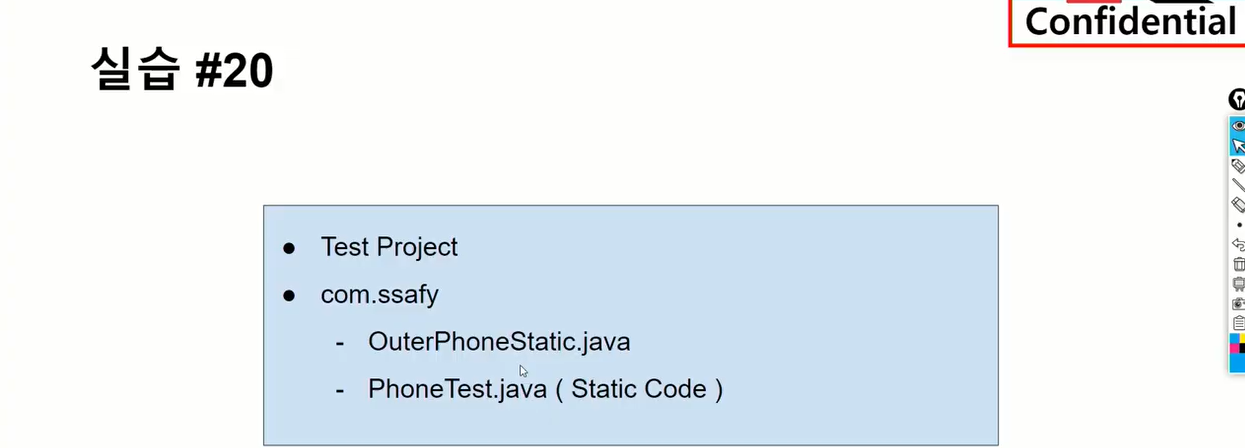 Confidential
실습 #20
● Test Project
● com.ssafy
- OuterPhoneStatic.java
- PhoneTest.java ( Static Code )